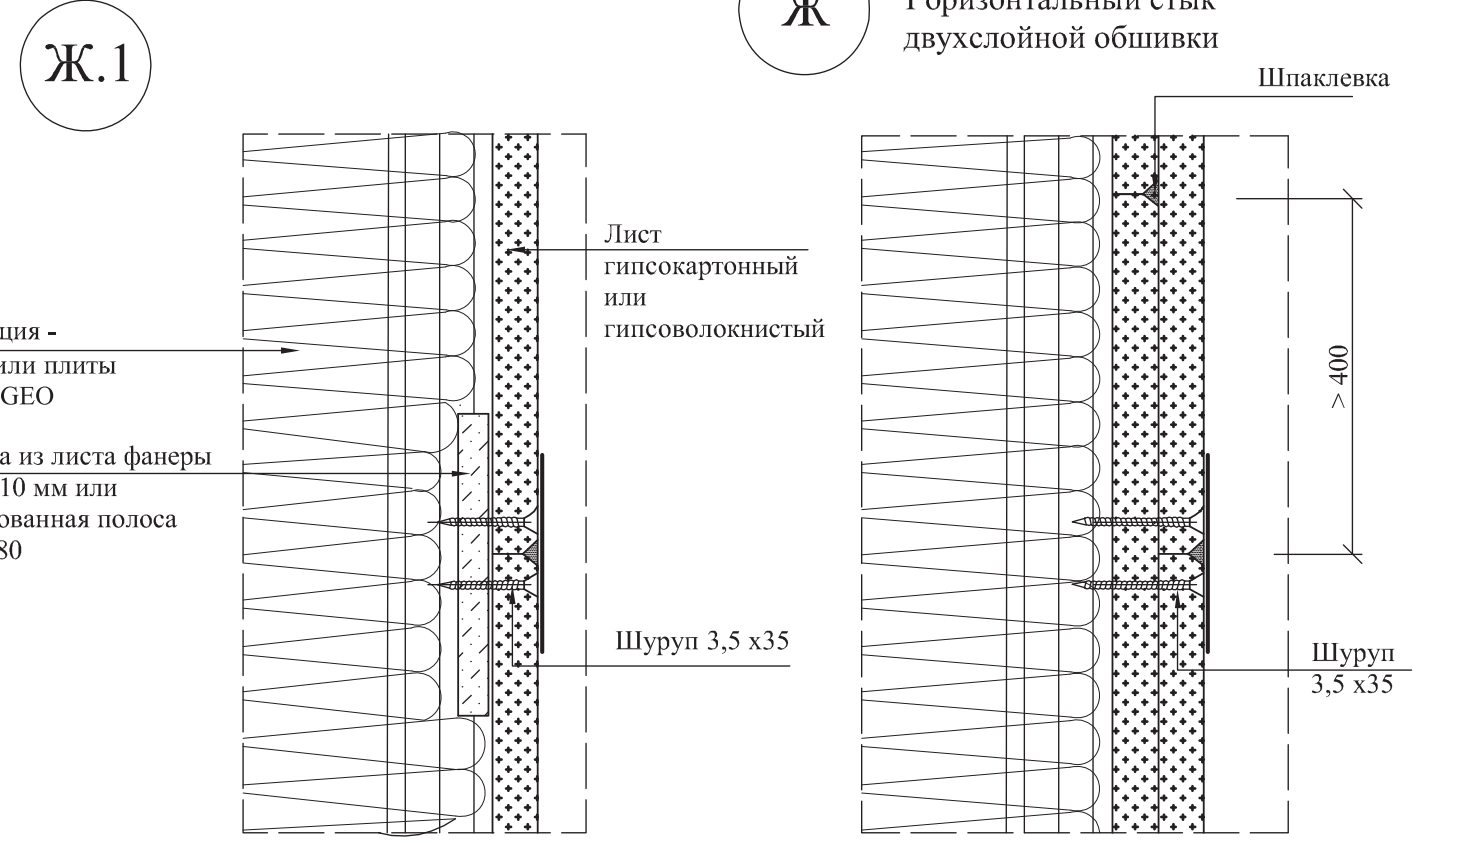 Ж.1
Ж
Горизонтальный стык
двухслойной обшивки
Шпаклевка
Лист
гипсокартонный
или
гипсоволокнистый
ция -
или плиты
GEO
а из листа фанеры
10 мм или
ованная полоса
80
Шуруп 3,5 х35
> 400
Шуруп
3,5 х35